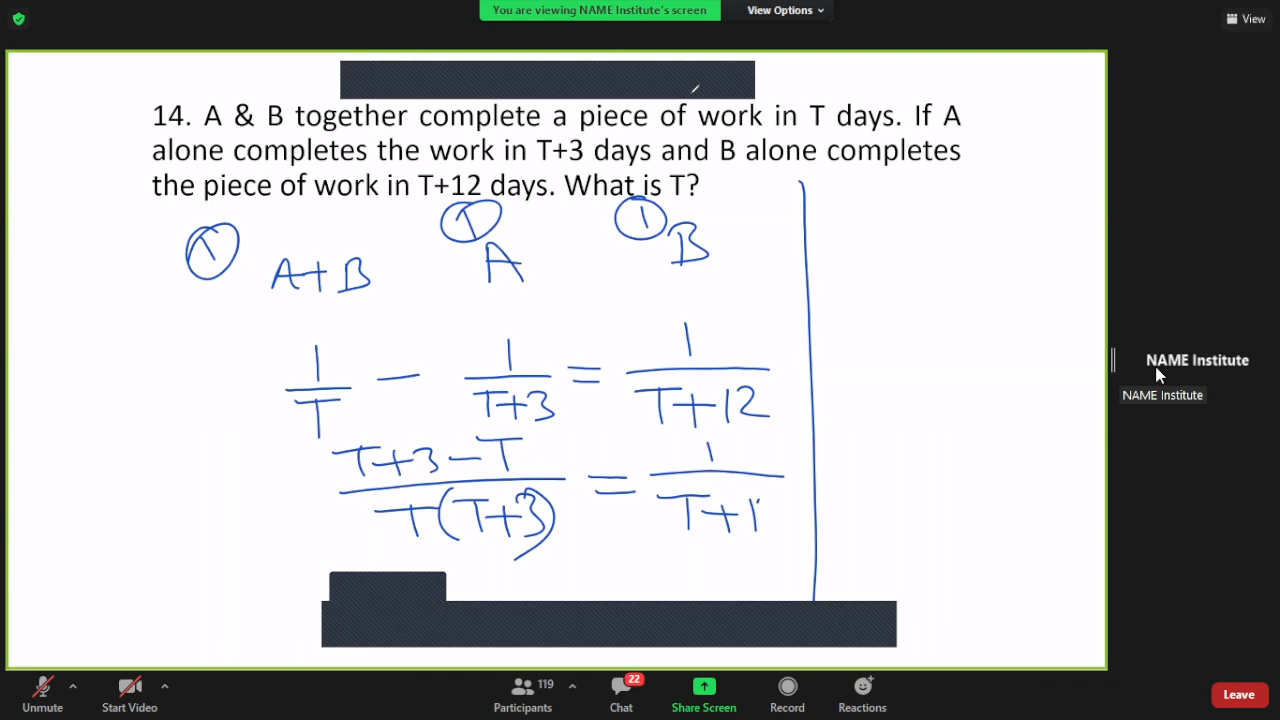 You are viewing NAME Institute's screen View Options
View
14. A & B together complete a piece of work in T days. If A
alone completes the work in T+3 days and B alone completes
the piece of work in T+12 days. What is T?
① ① 
A+B A B
1/T − 1/T+3 = 1/T+12
T+3−T/T(T+3) = 1/T+1
NAME Institute
NAME Institute
Unmute Start Video Participants 119 Chat 22 Share Screen Record Reactions Leave